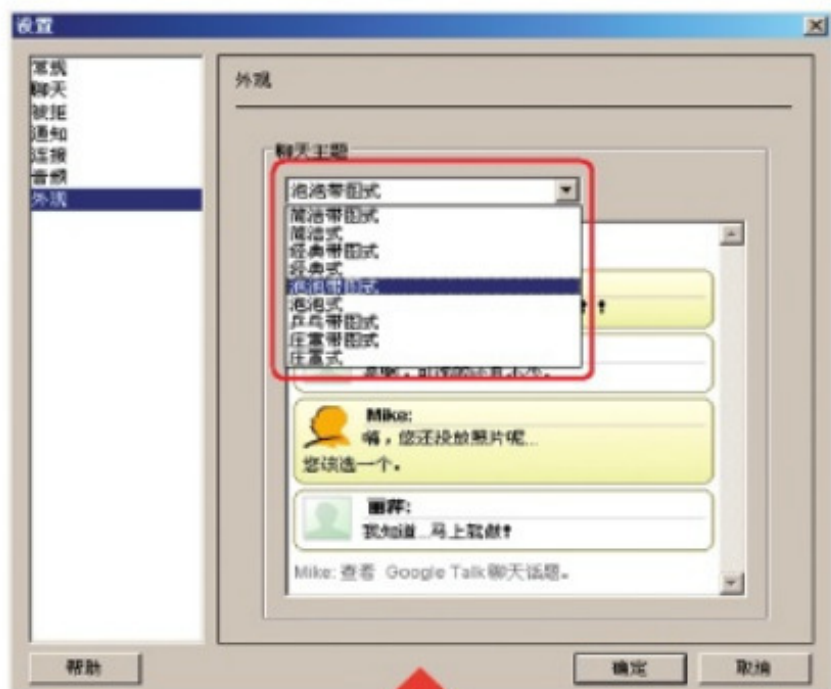 设置
常规
聊天
被拒
通知
连接
音频
外观
外观
聊天主题
泡泡带图式
简洁带图式
简洁式
经典带图式
经典式
泡泡带图式
泡泡式
乒乓带图式
庄重带图式
庄重式
Mike:
嗨，您还没放照片呢...
您该选一个。
丽萍:
我知道...马上就做!
Mike: 查看 Google Talk 聊天话题。
帮助
确定
取消